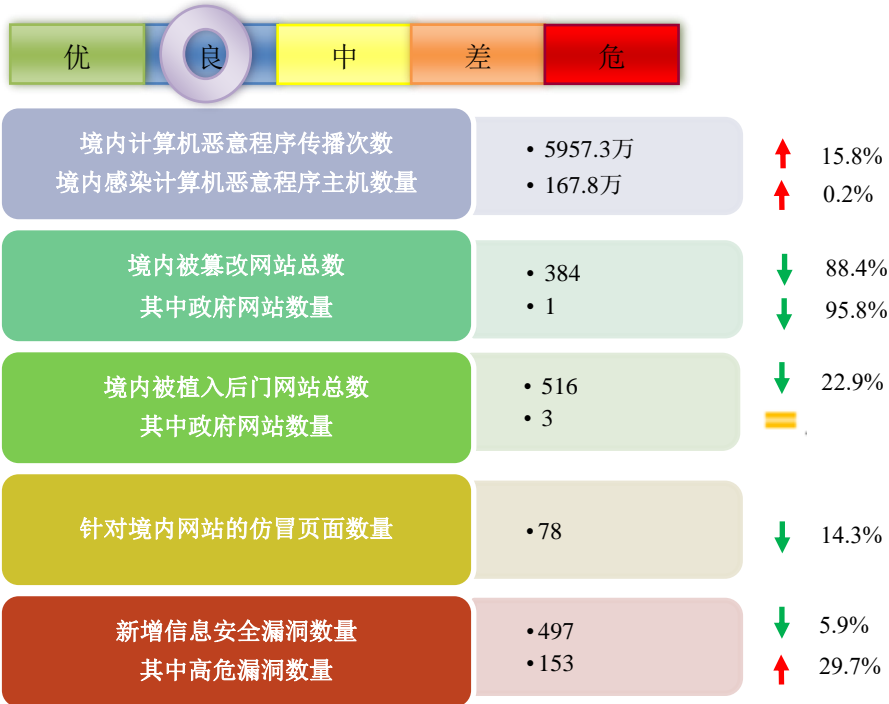 优 良 中 差 危
境内计算机恶意程序传播次数
• 5957.3万
15.8%
境内感染计算机恶意程序主机数量
• 167.8万
0.2%
境内被篡改网站总数
• 384
88.4%
其中政府网站数量
• 1
95.8%
境内被植入后门网站总数
• 516
22.9%
其中政府网站数量
• 3
针对境内网站的仿冒页面数量
•78
14.3%
新增信息安全漏洞数量
•497
5.9%
其中高危漏洞数量
•153
29.7%